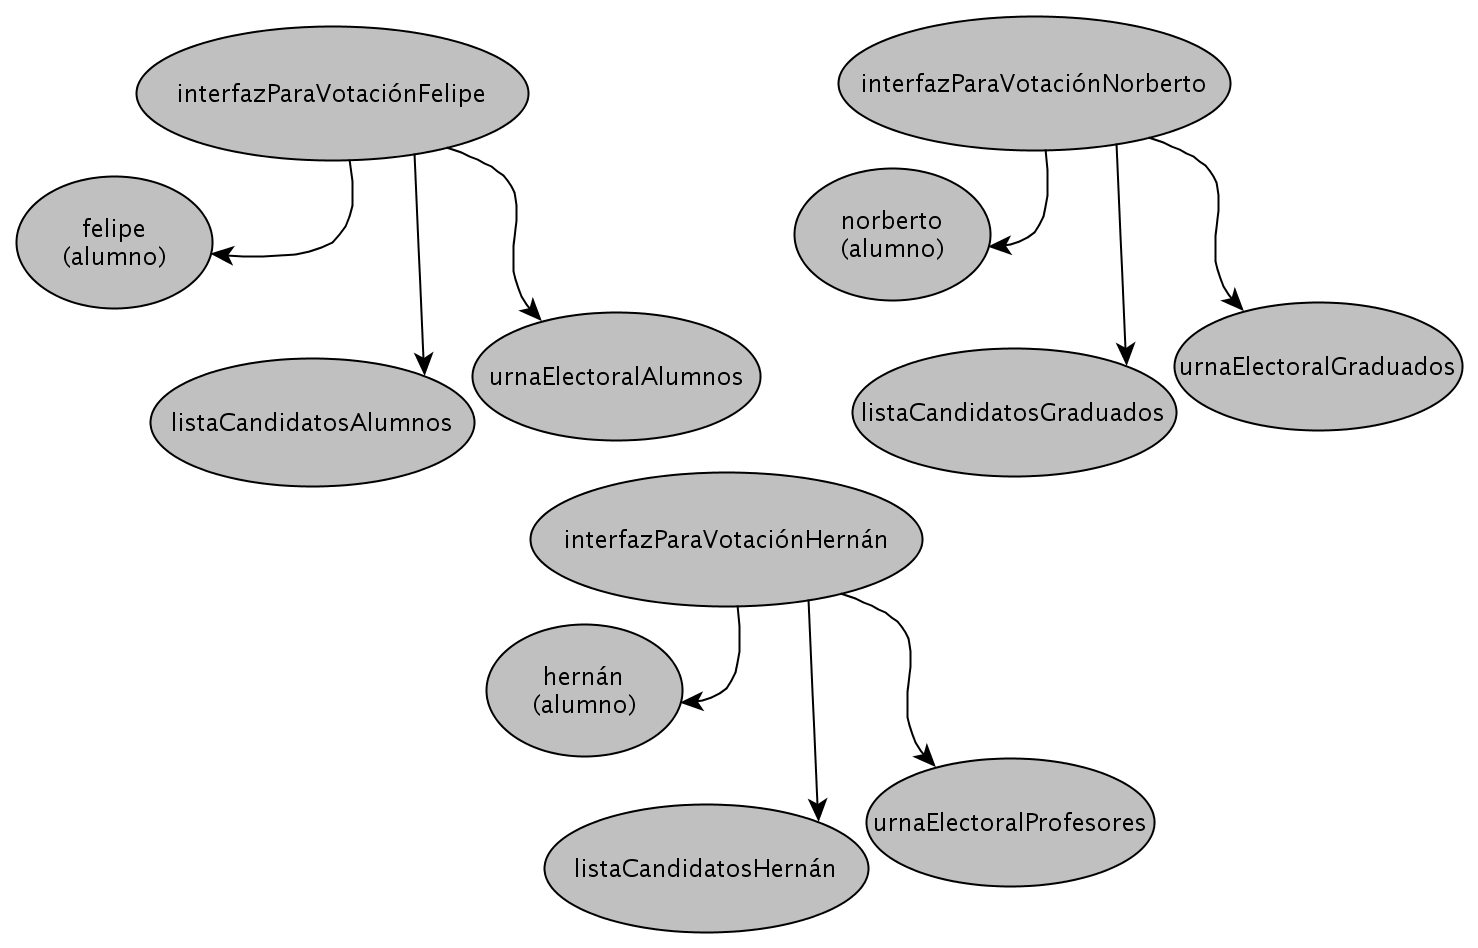 interfazParaVotaciónFelipe
interfazParaVotaciónNorberto
felipe
(alumno)
norberto
(alumno)
urnaElectoralAlumnos
urnaElectoralGraduados
listaCandidatosAlumnos
listaCandidatosGraduados
interfazParaVotaciónHernán
hernán
(alumno)
urnaElectoralProfesores
listaCandidatosHernán